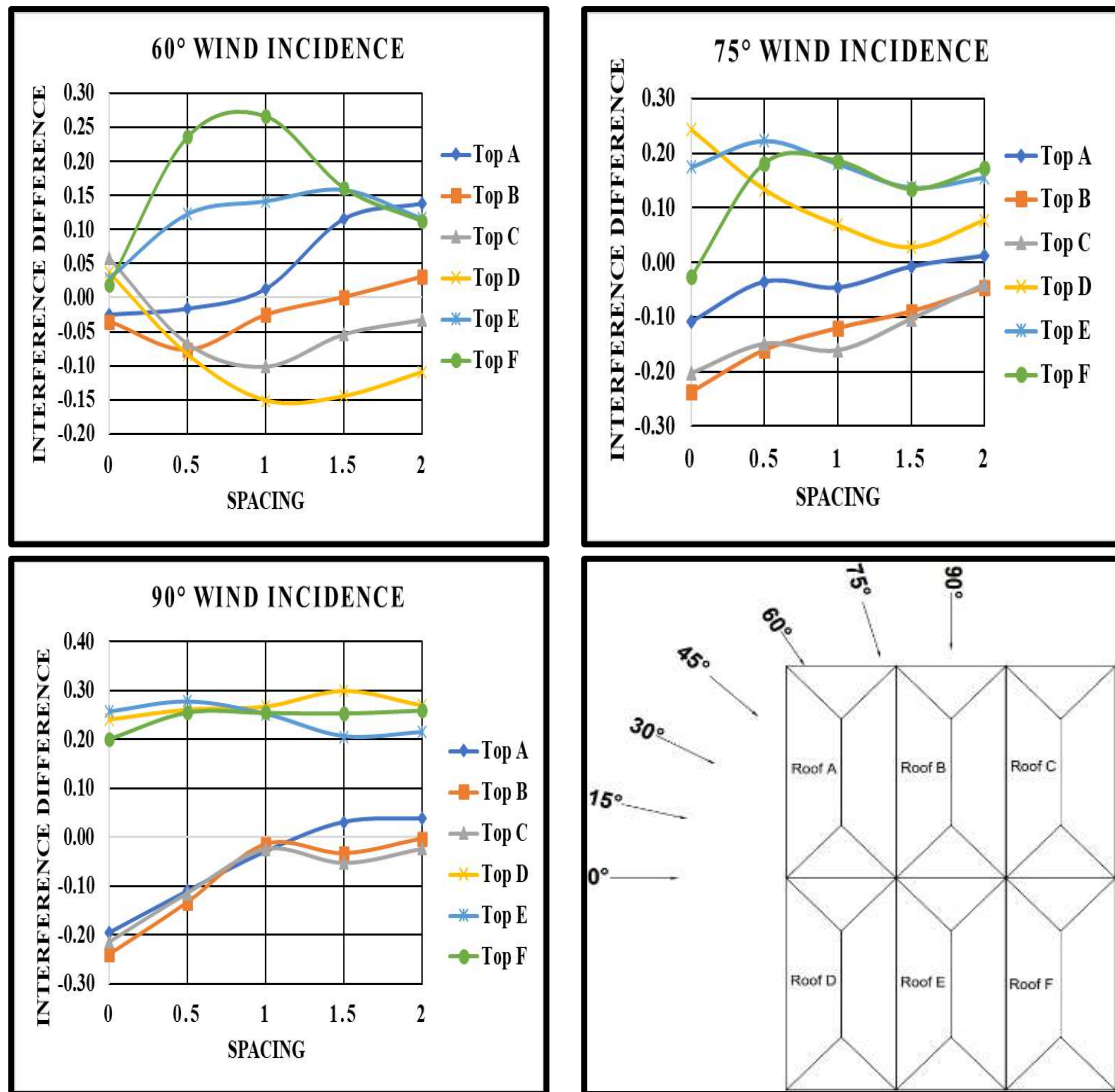 60° WIND INCIDENCE
INTERFERENCE DIFFERENCE
0.30
0.25
0.20
0.15
0.10
0.05
0.00
-0.05
-0.10
-0.15
-0.20
0 0.5 1 1.5 2
SPACING
Top A
Top B
Top C
Top D
Top E
Top F
75° WIND INCIDENCE
INTERFERENCE DIFFERENCE
0.30
0.20
0.10
0.00
-0.10
-0.20
-0.30
0 0.5 1 1.5 2
SPACING
Top A
Top B
Top C
Top D
Top E
Top F
90° WIND INCIDENCE
INTERFERENCE DIFFERENCE
0.40
0.30
0.20
0.10
0.00
-0.10
-0.20
-0.30
0 0.5 1 1.5 2
SPACING
Top A
Top B
Top C
Top D
Top E
Top F
90°
75°
60°
45°
30°
15°
0°
Roof A Roof B Roof C
Roof D Roof E Roof F